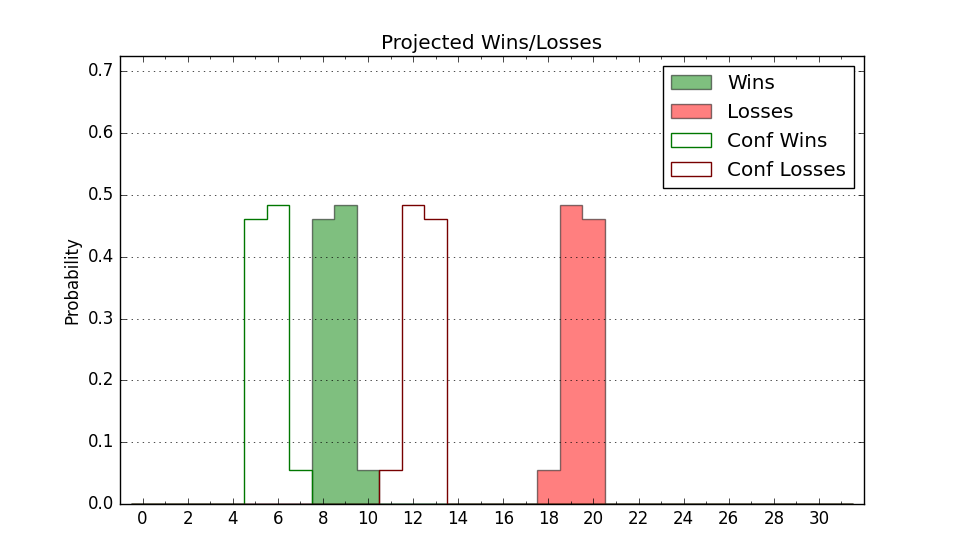 Projected Wins/Losses
Wins
Losses
Conf Wins
Conf Losses
Probability
0.7
0.6
0.5
0.4
0.3
0.2
0.1
0.0
0 2 4 6 8 10 12 14 16 18 20 22 24 26 28 30